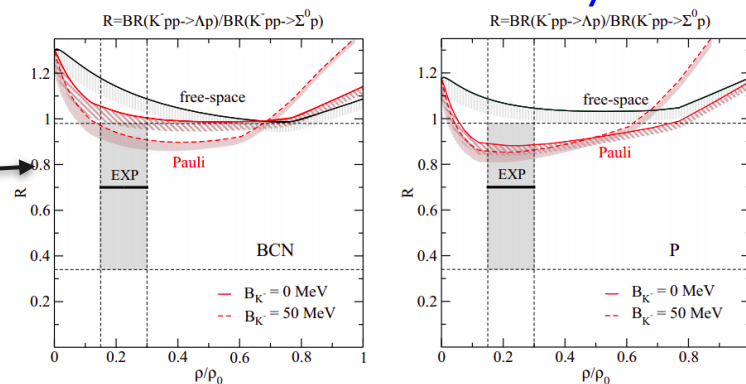 R=BR(K⁻pp->Λp)/BR(K⁻pp->Σ⁰p)
R=BR(K⁻pp->Λp)/BR(K⁻pp->Σ⁰p)
1.2
1
0.8
0.6
0.4
0.2
R
free-space
Pauli
EXP
BCN
B_K⁻ = 0 MeV
B_K⁻ = 50 MeV
0
0.2
0.4
0.6
0.8
1
ρ/ρ₀
1.2
1
0.8
0.6
0.4
0.2
R
free-space
Pauli
EXP
P
B_K⁻ = 0 MeV
B_K⁻ = 50 MeV
0
0.2
0.4
0.6
0.8
ρ/ρ₀